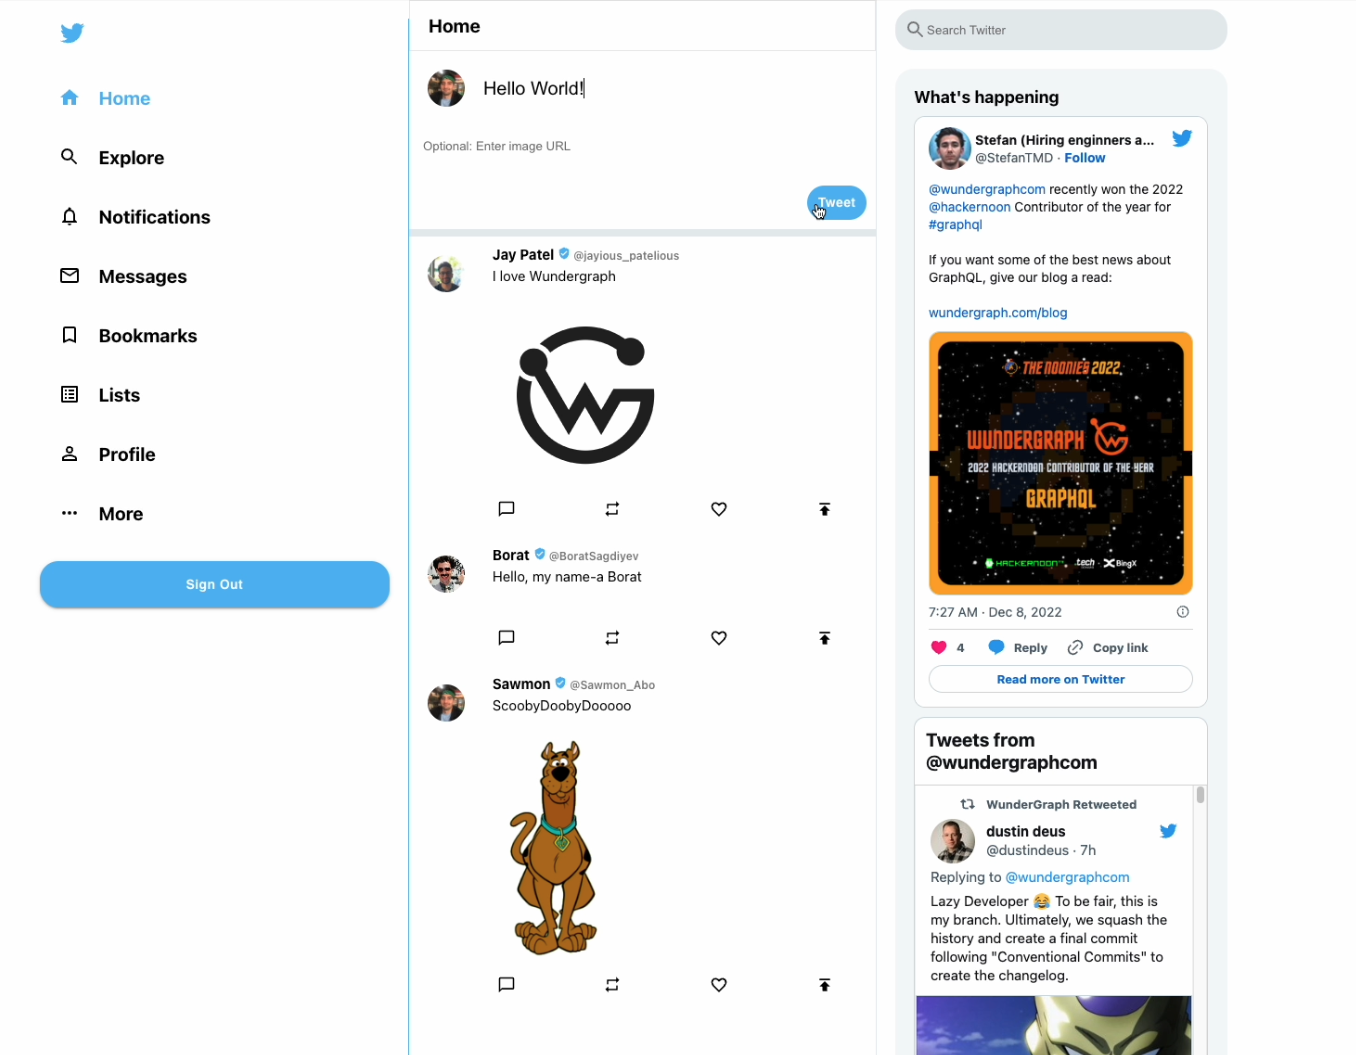 Home
Explore
Notifications
Messages
Bookmarks
Lists
Profile
More
Sign Out
Home
Hello World!
Optional: Enter image URL
Tweet
Jay Patel @jayious_patelious
I love Wundergraph
W
Borat @BoratSagdiyev
Hello, my name-a Borat
Sawmon @Sawmon_Abo
ScoobyDoobyDooooo
Search Twitter
What's happening
Stefan (Hiring enginners a...
@StefanTMD · Follow
@wundergraphcom recently won the 2022
@hackernoon Contributor of the year for
#graphql
If you want some of the best news about
GraphQL, give our blog a read:
wundergraph.com/blog
THE NOONIES 2022
WUNDERGRAPH
2022 HACKERNOON CONTRIBUTOR OF THE YEAR
GRAPHQL
HACKERNOON .tech BingX
7:27 AM · Dec 8, 2022
4 Reply Copy link
Read more on Twitter
Tweets from
@wundergraphcom
WunderGraph Retweeted
dustin deus
@dustindeus · 7h
Replying to @wundergraphcom
Lazy Developer 😂 To be fair, this is
my branch. Ultimately, we squash the
history and create a final commit
following "Conventional Commits" to
create the changelog.